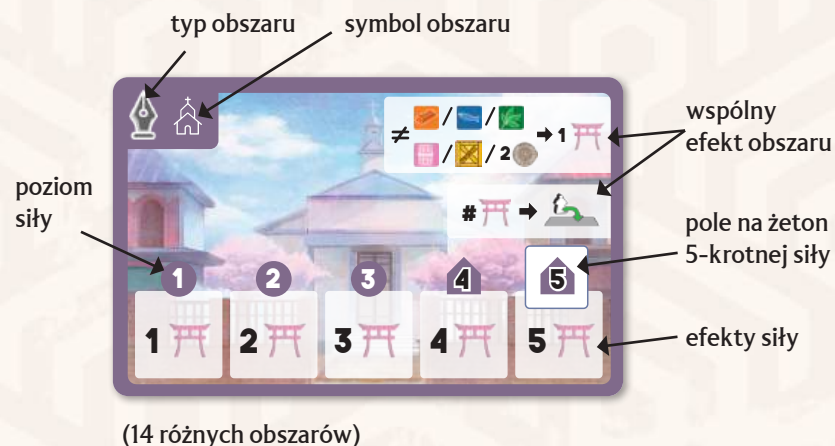 typ obszaru
symbol obszaru
wspólny
efekt obszaru
poziom
siły
≠ / /
/ / 2
→ 1
# →
pole na żeton
5-krotnej siły
1 2 3 4 5
1 2 3 4 5
efekty siły
(14 różnych obszarów)